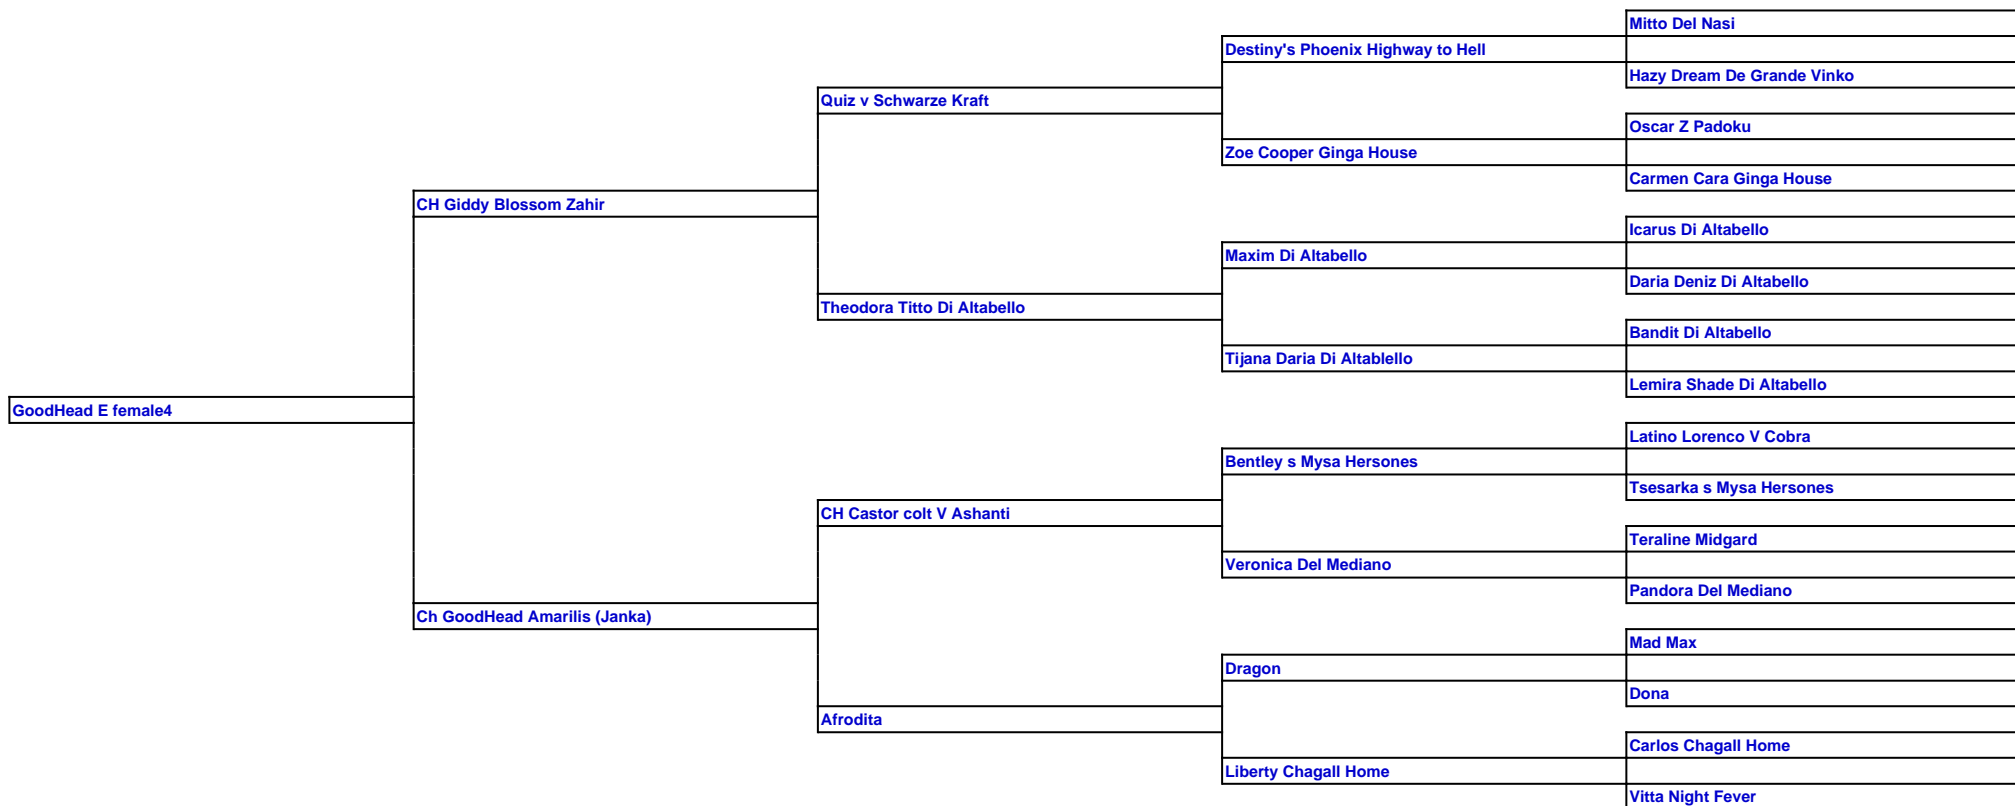 Mitto Del Nasi
Destiny's Phoenix Highway to Hell
Hazy Dream De Grande Vinko
Quiz v Schwarze Kraft
Oscar Z Padoku
Zoe Cooper Ginga House
Carmen Cara Ginga House
CH Giddy Blossom Zahir
Icarus Di Altabello
Maxim Di Altabello
Daria Deniz Di Altabello
Theodora Titto Di Altabello
Bandit Di Altabello
Tijana Daria Di Altablello
Lemira Shade Di Altabello
GoodHead E female4
Latino Lorenco V Cobra
Bentley s Mysa Hersones
Tsesarka s Mysa Hersones
CH Castor colt V Ashanti
Teraline Midgard
Veronica Del Mediano
Pandora Del Mediano
Ch GoodHead Amarilis (Janka)
Mad Max
Dragon
Dona
Afrodita
Carlos Chagall Home
Liberty Chagall Home
Vitta Night Fever